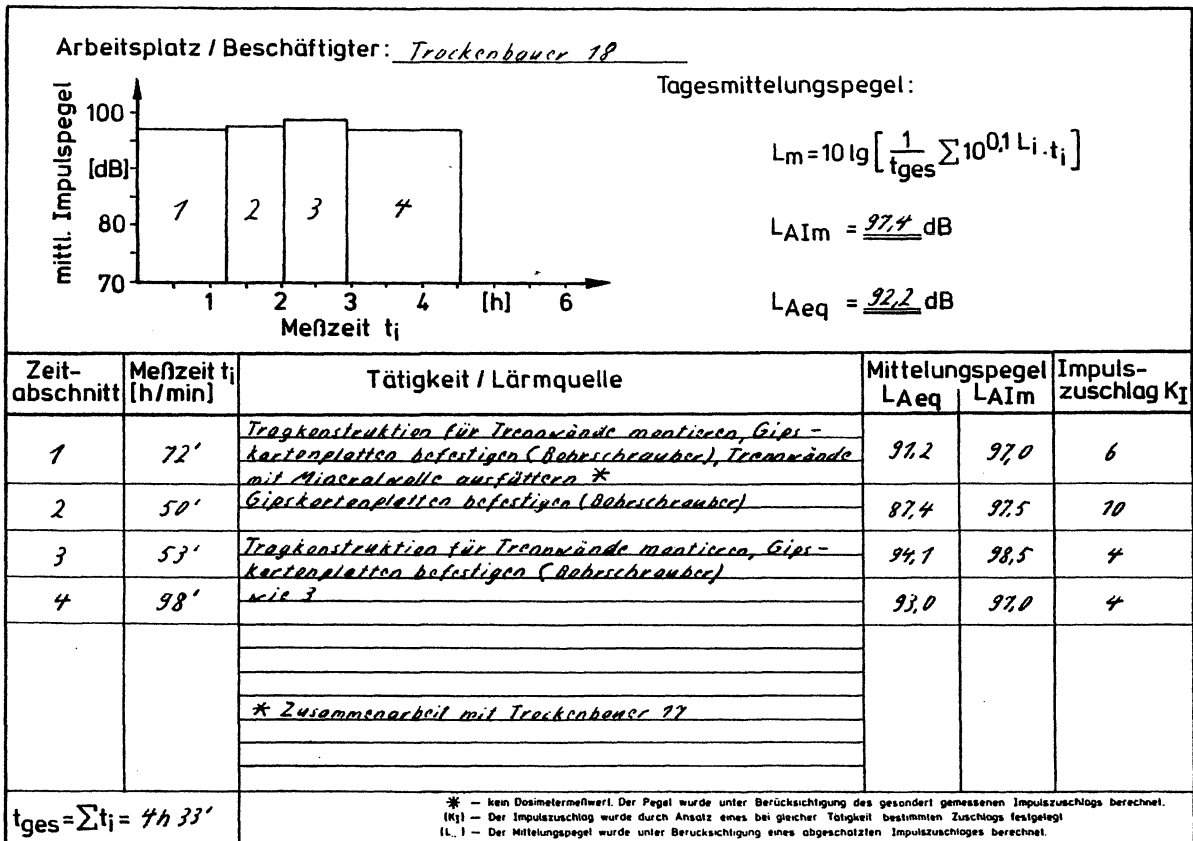 Arbeitsplatz / Beschäftigter: Trockenbauer 18
mittl. Impulspegel
[dB]
100
80
70
1 2 3 4
1 2 3 4 [h] 6
Meßzeit ti
Tagesmittelungspegel:
Lm = 10 lg [ 1/tges ∑ 10^0,1 Li · ti ]
LAIm = 97,4 dB
LAeq = 92,2 dB
Zeit- Meßzeit ti Tätigkeit / Lärmquelle Mittelungspegel Impuls-
abschnitt [h/min] LAeq LAIm zuschlag KI
Tragkonstruktion für Trennwände montieren, Gips-
1 72' kartonplatten befestigen (Bohrschrauber), Trennwände 91,2 97,0 6
mit Mineralwolle ausfüttern *
2 50' Gipskartonplatten befestigen (Bohrschrauber) 87,4 97,5 10
3 53' Tragkonstruktion für Trennwände montieren, Gips- 94,1 98,5 4
kartonplatten befestigen (Bohrschrauber)
4 98' wie 3 93,0 97,0 4
* Zusammenarbeit mit Trockenbauer 17
tges = ∑ti = 4h 33'
* – kein Dosimetermeßwert. Der Pegel wurde unter Berücksichtigung des gesondert gemessenen Impulszuschlags berechnet.
(KI) – Der Impulszuschlag wurde durch Ansatz eines bei gleicher Tätigkeit bestimmten Zuschlags festgelegt
(L..) – Der Mittelungspegel wurde unter Berucksichtigung eines abgeschatzten Impulszuschlages berechnet.